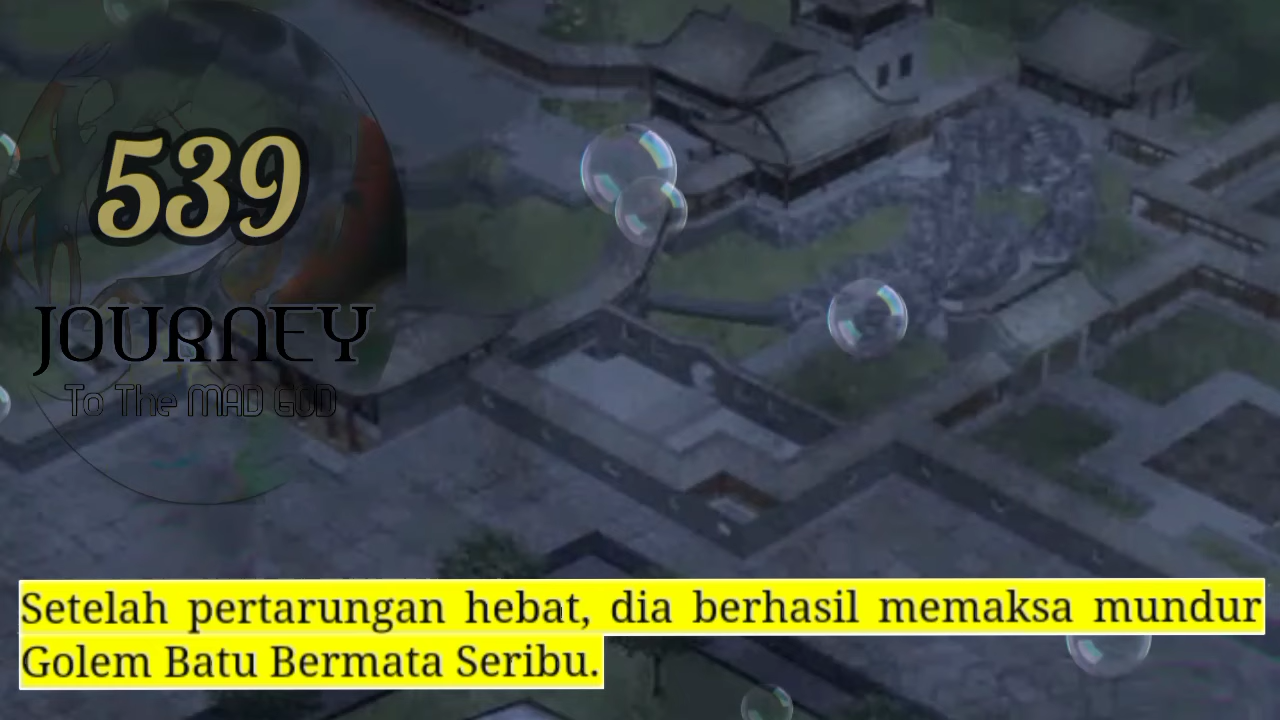 539
JOURNEY
To The MAD GOD
Setelah pertarungan hebat, dia berhasil memaksa mundur
Golem Batu Bermata Seribu.